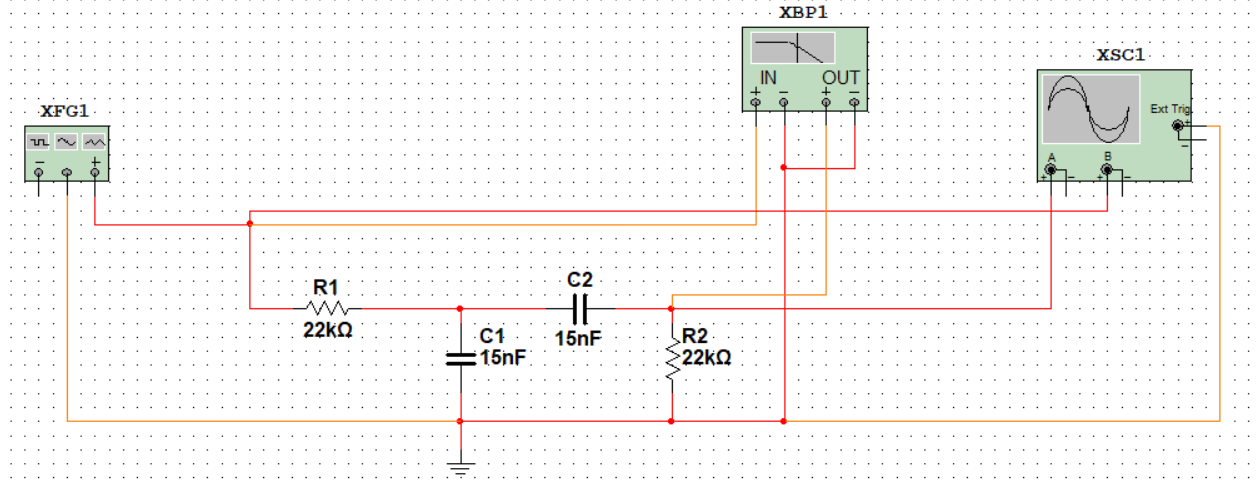 XBP1
IN OUT
+ - + -
XSC1
Ext Trig
+
-
A B
+ - + -
XFG1
- +
R1
22kΩ
C2
15nF
C1
15nF
R2
22kΩ